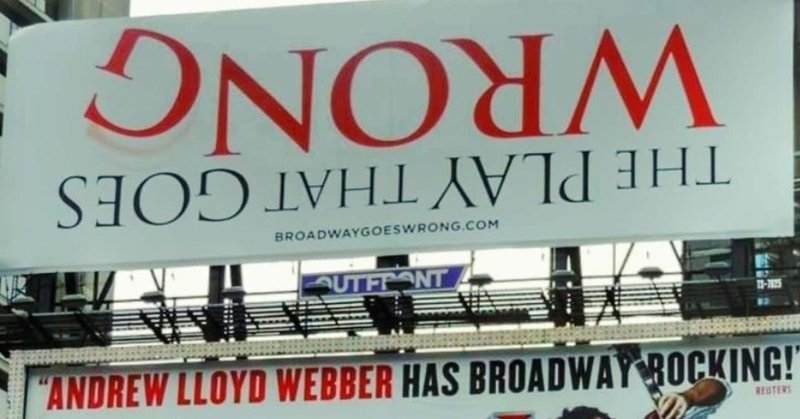 THE PLAY THAT GOES
WRONG
BROADWAYGOESWRONG.COM
OUTFRONT
"ANDREW LLOYD WEBBER HAS BROADWAY ROCKING!"
REUTERS